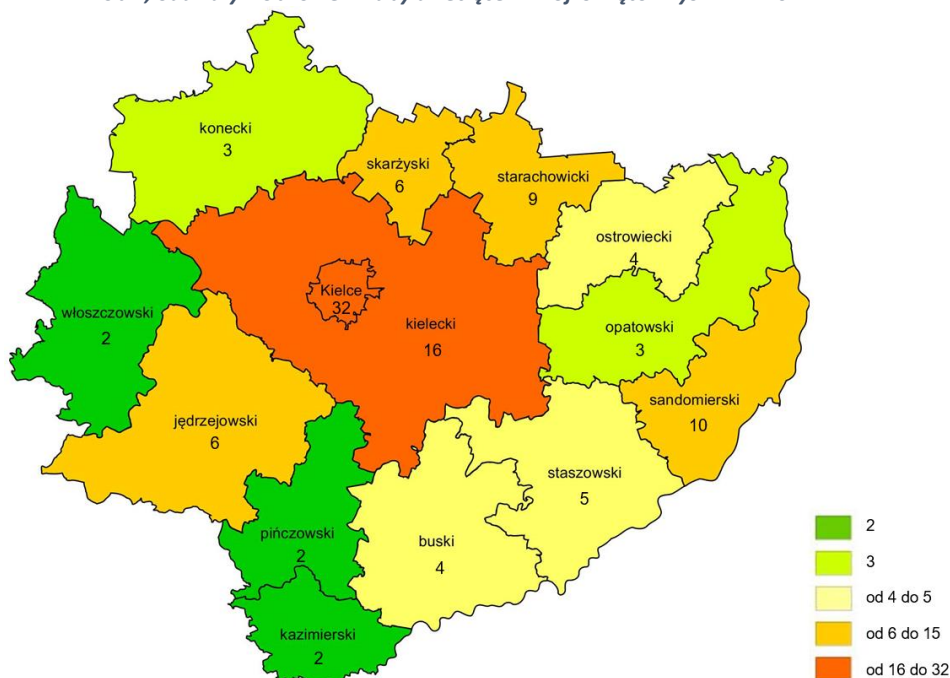 konecki
3
skarżyski
6
starachowicki
9
ostrowiecki
4
Kielce
32
włoszczowski
2
kielecki
16
opatowski
3
sandomierski
10
jędrzejowski
6
staszowski
5
pińczowski
2
buski
4
kazimierski
2
2
3
od 4 do 5
od 6 do 15
od 16 do 32